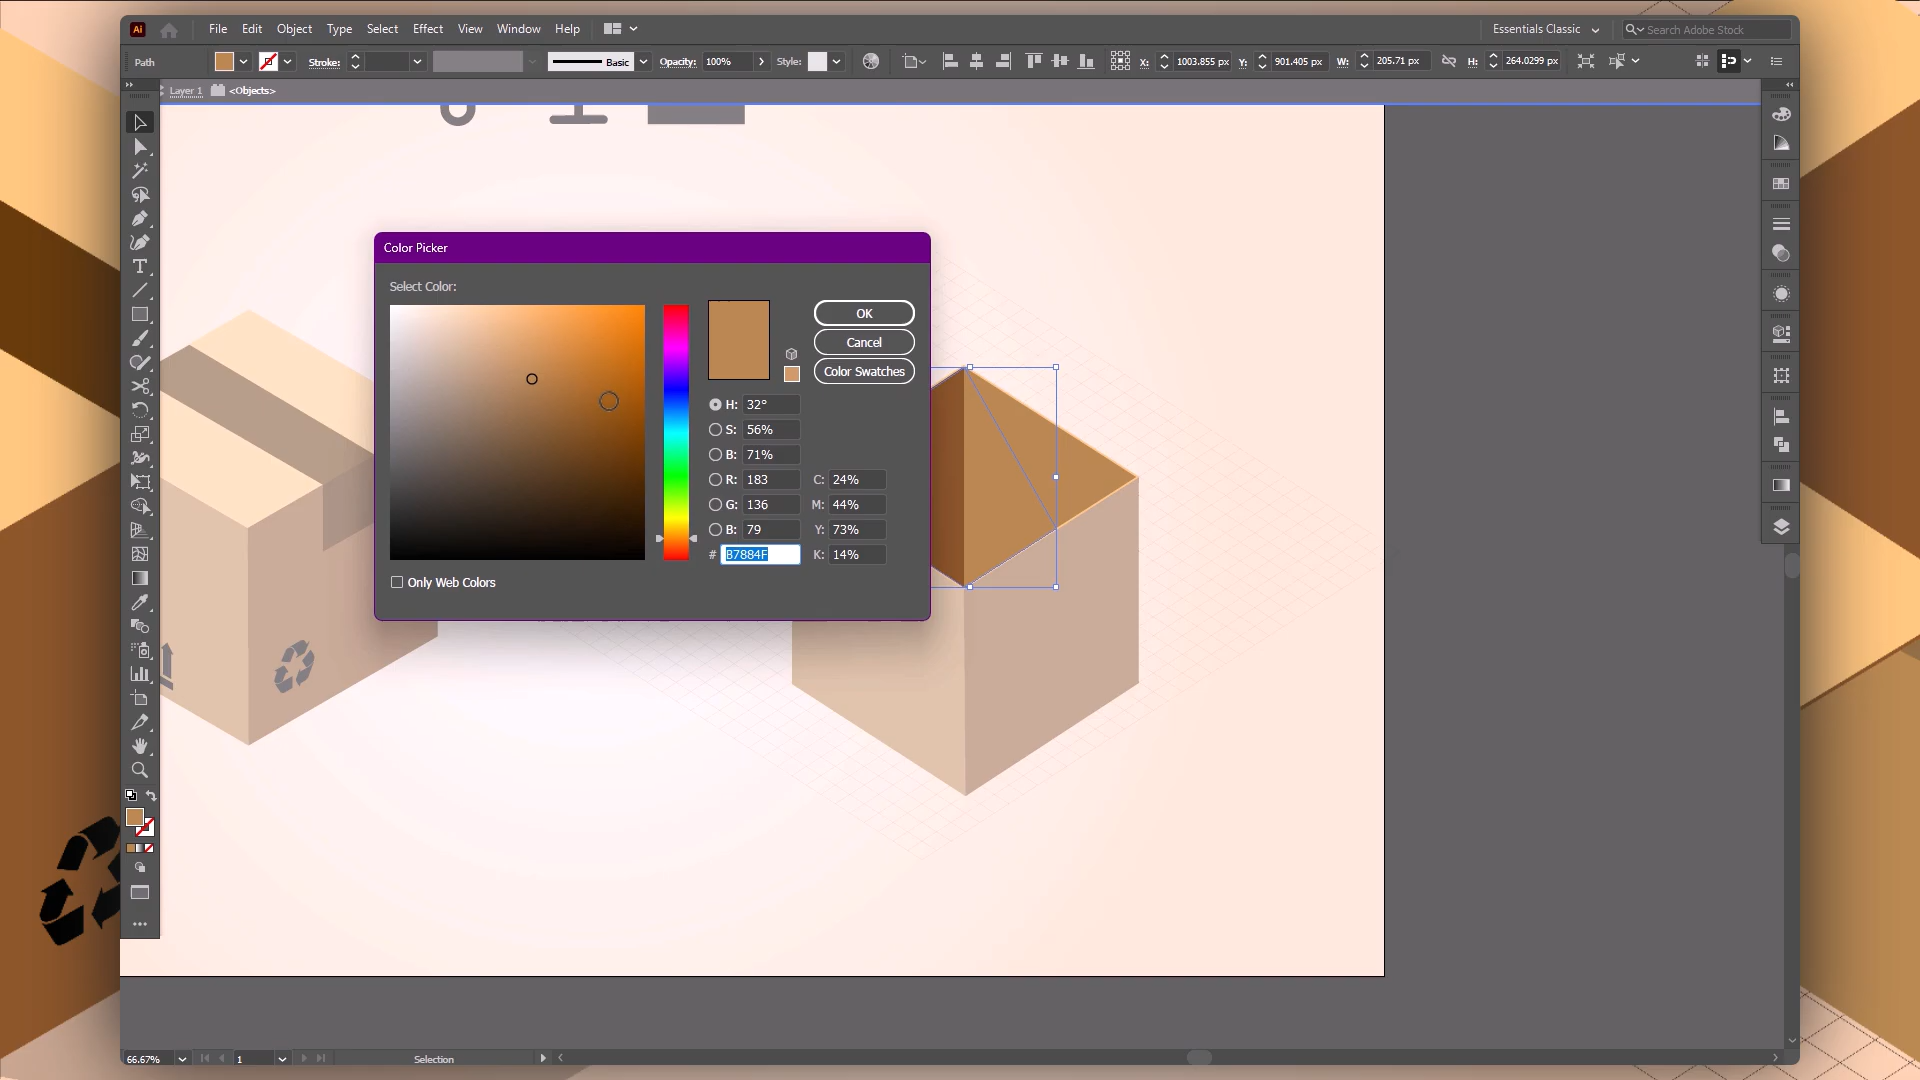 Ai File Edit Object Type Select Effect View Window Help Essentials Classic Search Adobe Stock
Path Stroke: Basic Opacity: 100% Style: X: 1003.855 px Y: 901.405 px W: 205.71 px H: 264.0299 px
Layer 1 <Objects>
Color Picker
Select Color:
OK
Cancel
Color Swatches
H: 32°
S: 56%
B: 71%
R: 183 C: 24%
G: 136 M: 44%
B: 79 Y: 73%
# B7884F K: 14%
Only Web Colors
66.67% 1 Selection